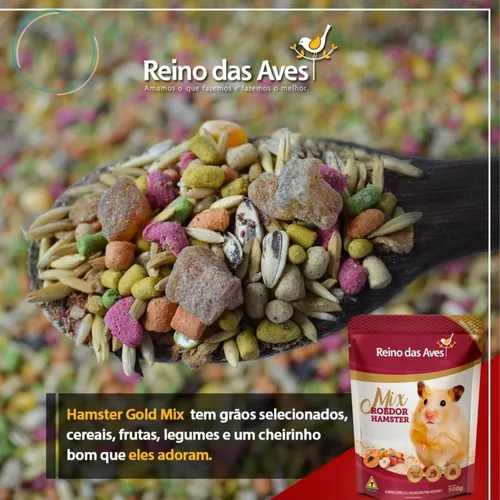 Reino das Aves
Amamos o que fazemos e fazemos o melhor.
Hamster Gold Mix tem grãos selecionados,
cereais, frutas, legumes e um cheirinho
bom que eles adoram.
Reino das Aves
Mix
ROEDOR
HAMSTER
500g